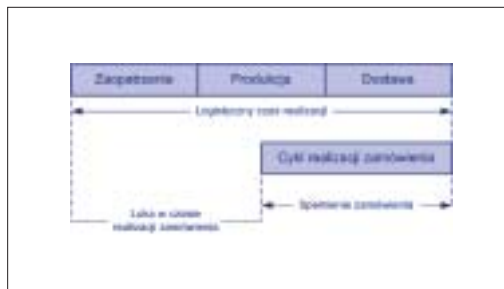 Zaopatrzenie Produkcja Dostawa
Logistyczny czas realizacji
Cykl realizacji zamówienia
Spełnienie zamówienia
Luka w czasie
realizacji zamówienia